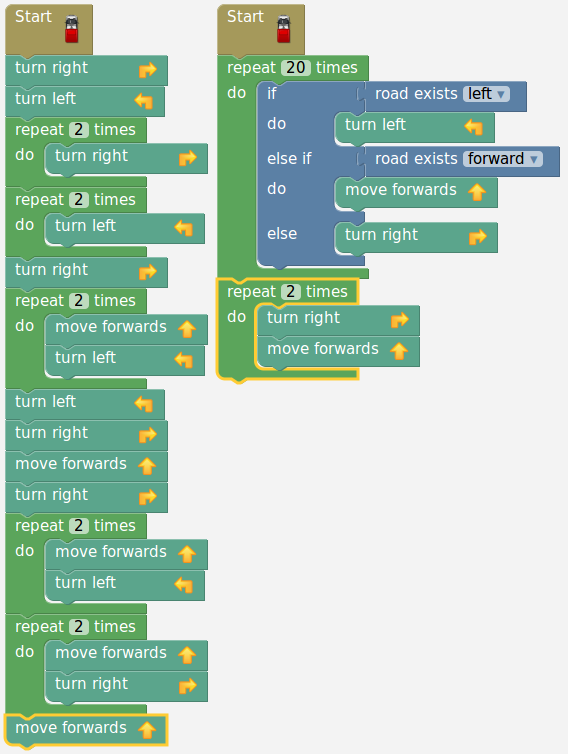 Start
turn right
turn left
repeat 2 times
do turn right
repeat 2 times
do turn left
turn right
repeat 2 times
do move forwards
turn left
turn left
turn right
move forwards
turn right
repeat 2 times
do move forwards
turn left
repeat 2 times
do move forwards
turn right
move forwards
Start
repeat 20 times
do if road exists left
do turn left
else if road exists forward
do move forwards
else turn right
repeat 2 times
do turn right
move forwards